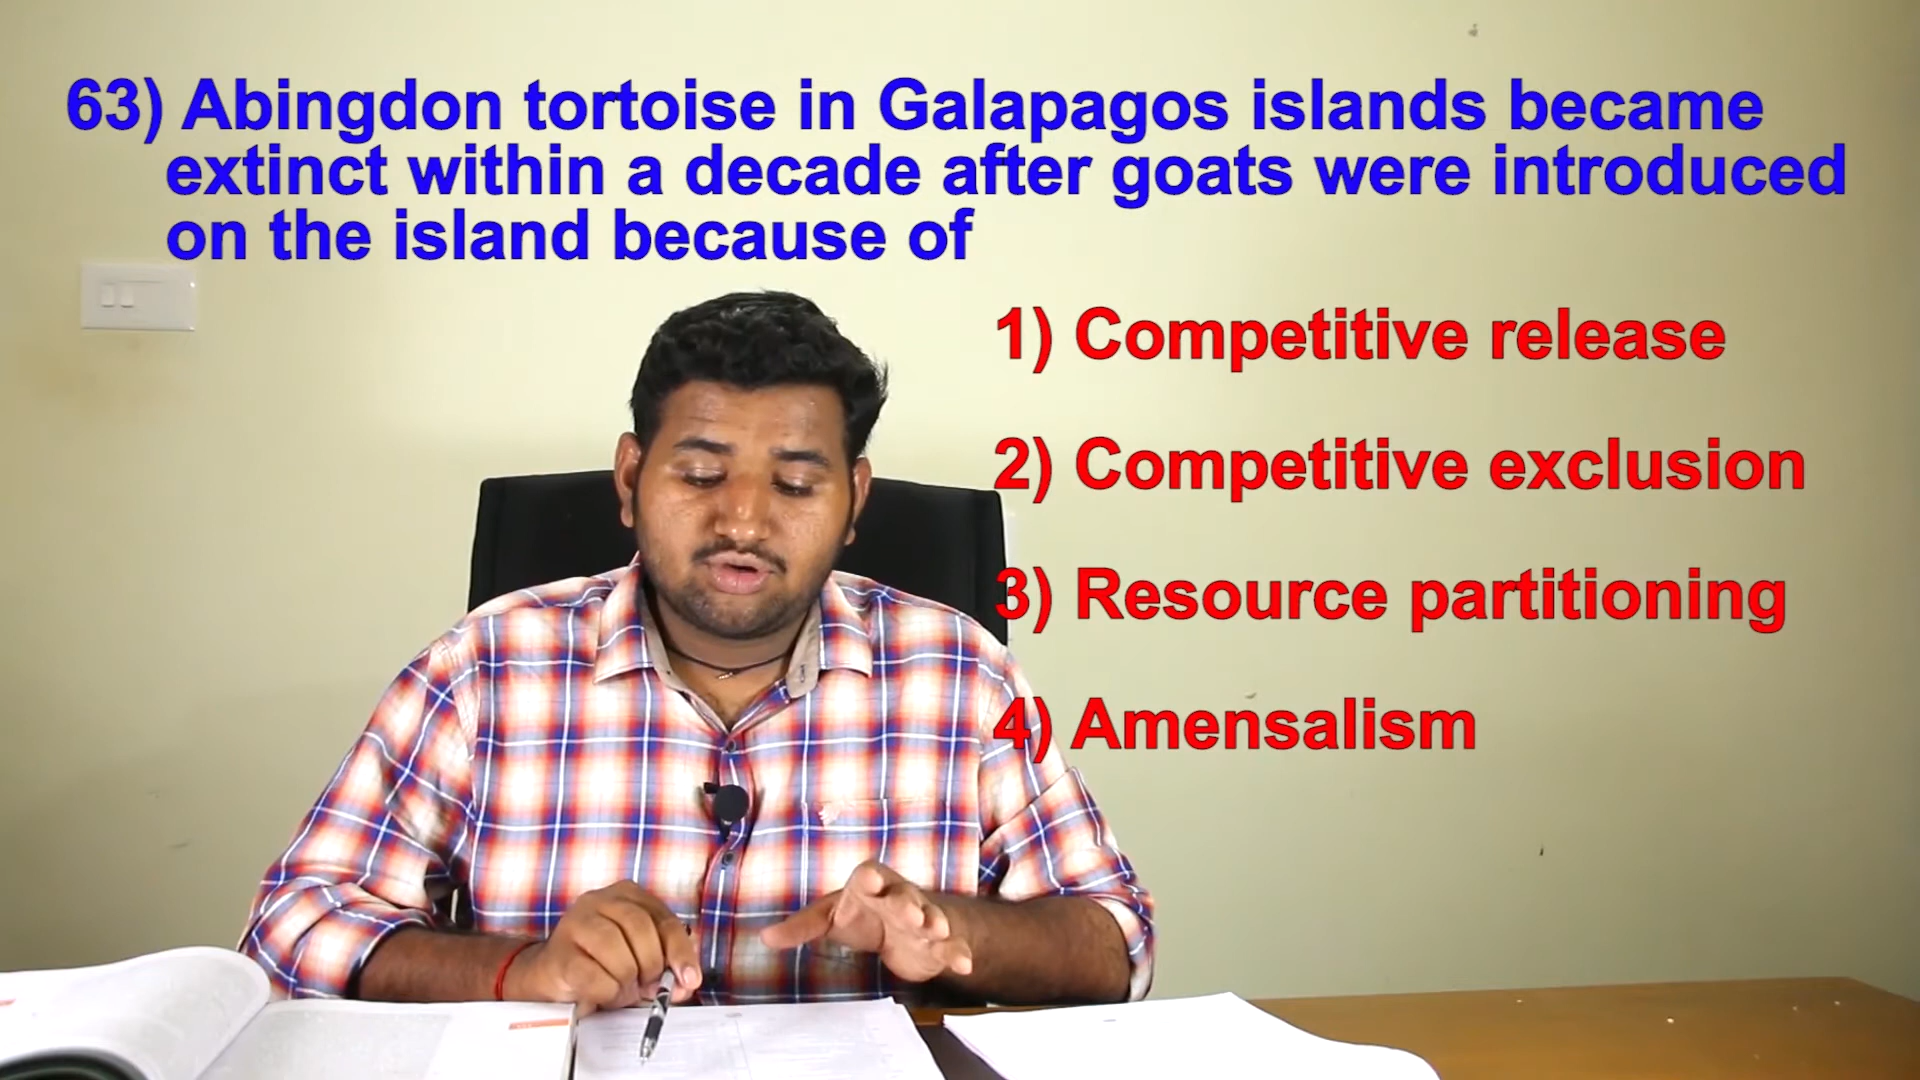 63) Abingdon tortoise in Galapagos islands became
extinct within a decade after goats were introduced
on the island because of
1) Competitive release
2) Competitive exclusion
3) Resource partitioning
4) Amensalism